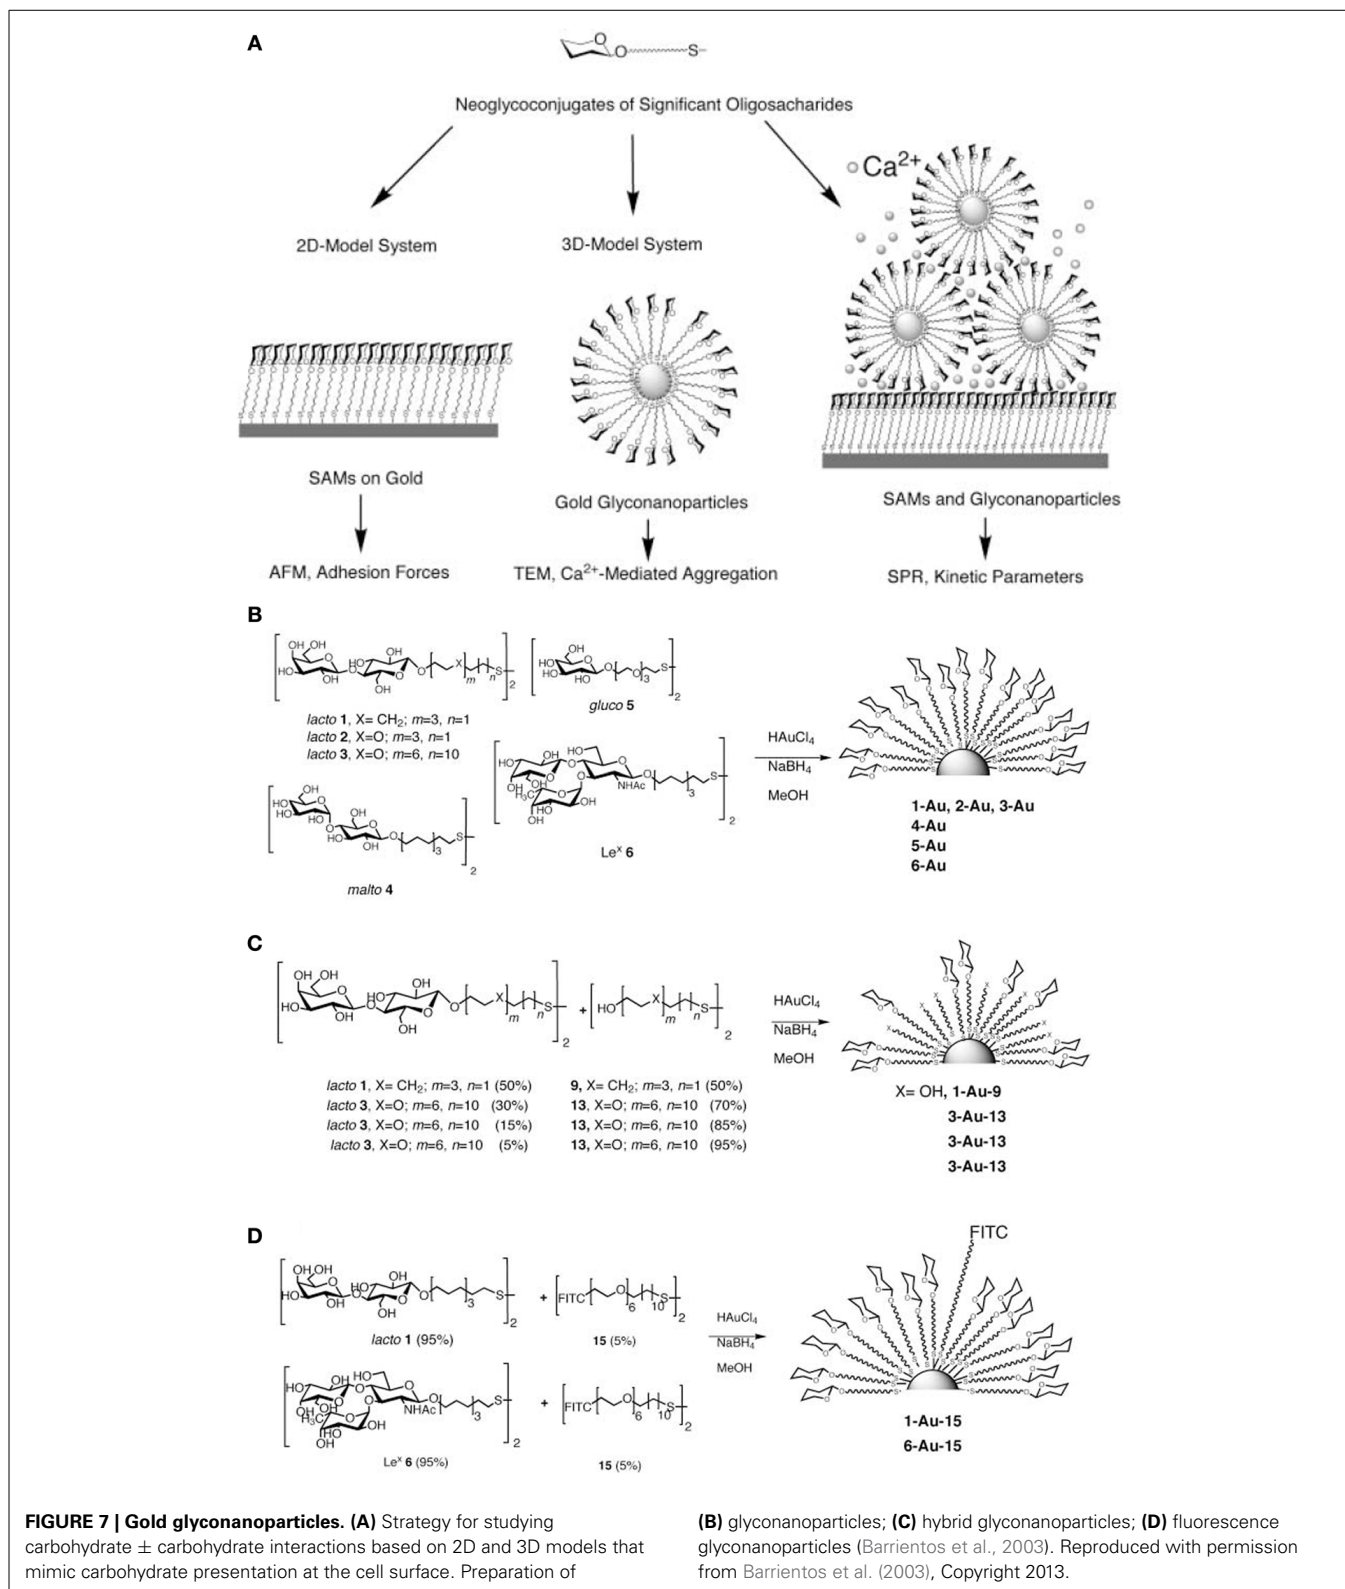 A
O
O
S
Neoglycoconjugates of Significant Oligosacharides
Ca2+
2D-Model System
3D-Model System
SAMs on Gold
Gold Glyconanoparticles
SAMs and Glyconanoparticles
AFM, Adhesion Forces
TEM, Ca2+-Mediated Aggregation
SPR, Kinetic Parameters
B
lacto 1, X= CH2; m=3, n=1
lacto 2, X=O; m=3, n=1
lacto 3, X=O; m=6, n=10
gluco 5
malto 4
Lex 6
HAuCl4
NaBH4
MeOH
1-Au, 2-Au, 3-Au
4-Au
5-Au
6-Au
C
HAuCl4
NaBH4
MeOH
lacto 1, X= CH2; m=3, n=1 (50%) 9, X= CH2; m=3, n=1 (50%)
lacto 3, X=O; m=6, n=10 (30%) 13, X=O; m=6, n=10 (70%)
lacto 3, X=O; m=6, n=10 (15%) 13, X=O; m=6, n=10 (85%)
lacto 3, X=O; m=6, n=10 (5%) 13, X=O; m=6, n=10 (95%)
X= OH, 1-Au-9
3-Au-13
3-Au-13
3-Au-13
D
FITC
lacto 1 (95%)
+
FITC
15 (5%)
HAuCl4
NaBH4
MeOH
Lex 6 (95%)
+
FITC
15 (5%)
1-Au-15
6-Au-15
FIGURE 7 | Gold glyconanoparticles. (A) Strategy for studying
carbohydrate ± carbohydrate interactions based on 2D and 3D models that
mimic carbohydrate presentation at the cell surface. Preparation of
(B) glyconanoparticles; (C) hybrid glyconanoparticles; (D) fluorescence
glyconanoparticles (Barrientos et al., 2003). Reproduced with permission
from Barrientos et al. (2003), Copyright 2013.